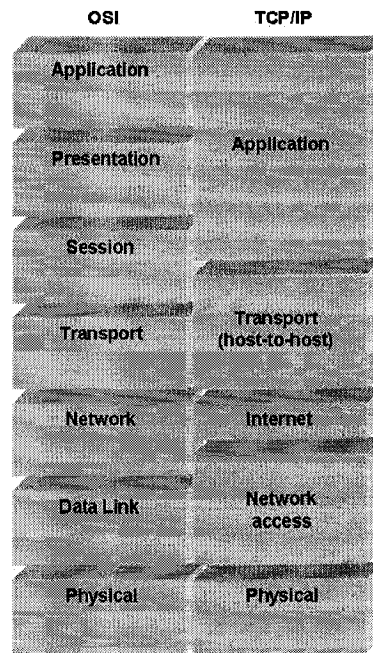 OSI
TCP/IP
Application
Presentation
Session
Transport
Network
Data Link
Physical
Application
Transport
(host-to-host)
Internet
Network
access
Physical